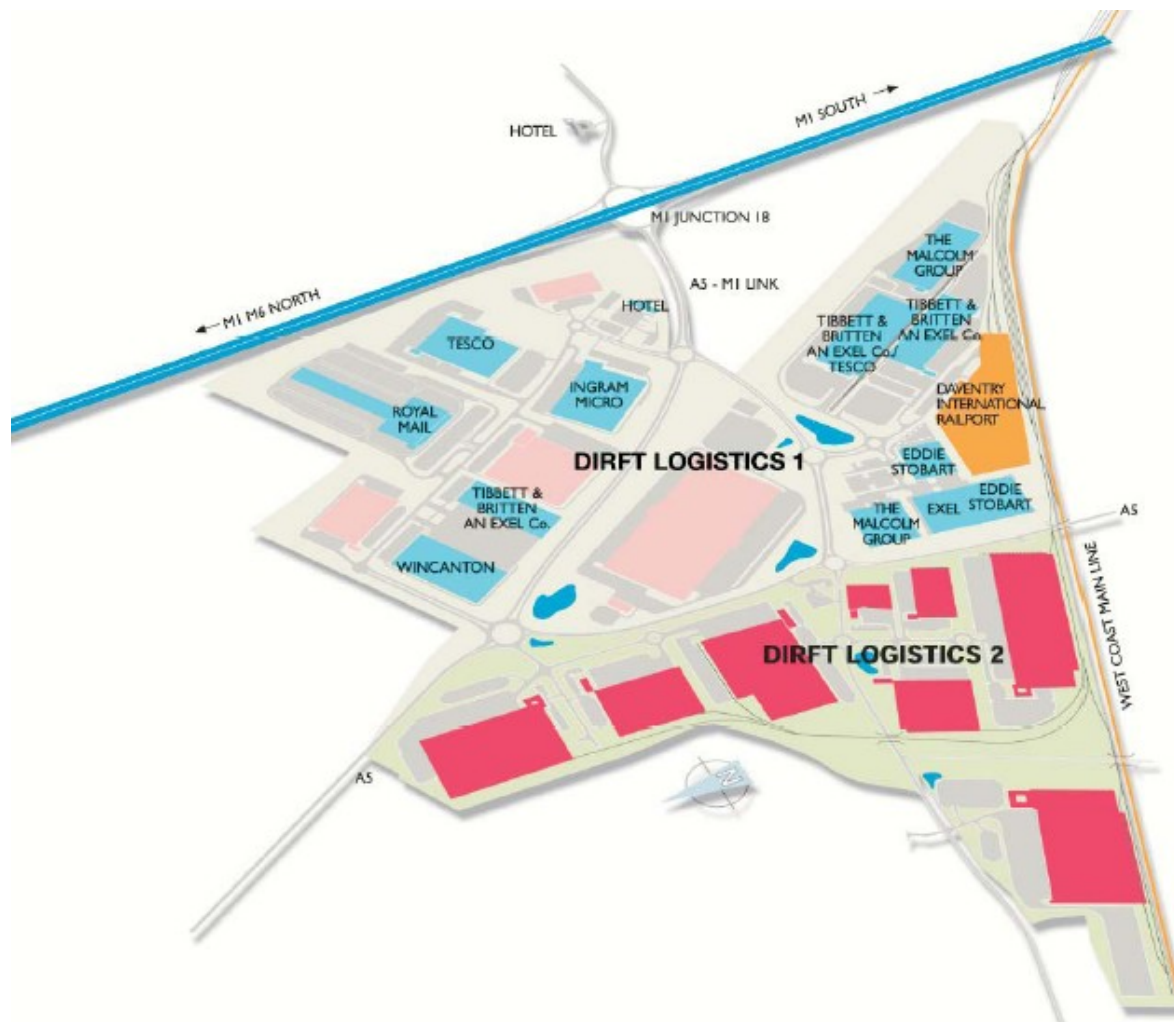 M1 SOUTH
HOTEL
M1 JUNCTION 18
THE
MALCOLM
GROUP
A5 - M1 LINK
M1 M6 NORTH
HOTEL
TIBBETT &
BRITTEN
AN EXEL Co.
TIBBETT &
BRITTEN
AN EXEL Co./
TESCO
TESCO
INGRAM
MICRO
DAVENTRY
INTERNATIONAL
RAILPORT
ROYAL
MAIL
DIRFT LOGISTICS 1
EDDIE
STOBART
TIBBETT &
BRITTEN
AN EXEL Co.
EDDIE
STOBART
EXEL
THE
MALCOLM
GROUP
A5
WINCANTON
WEST COAST MAIN LINE
DIRFT LOGISTICS 2
A5
N